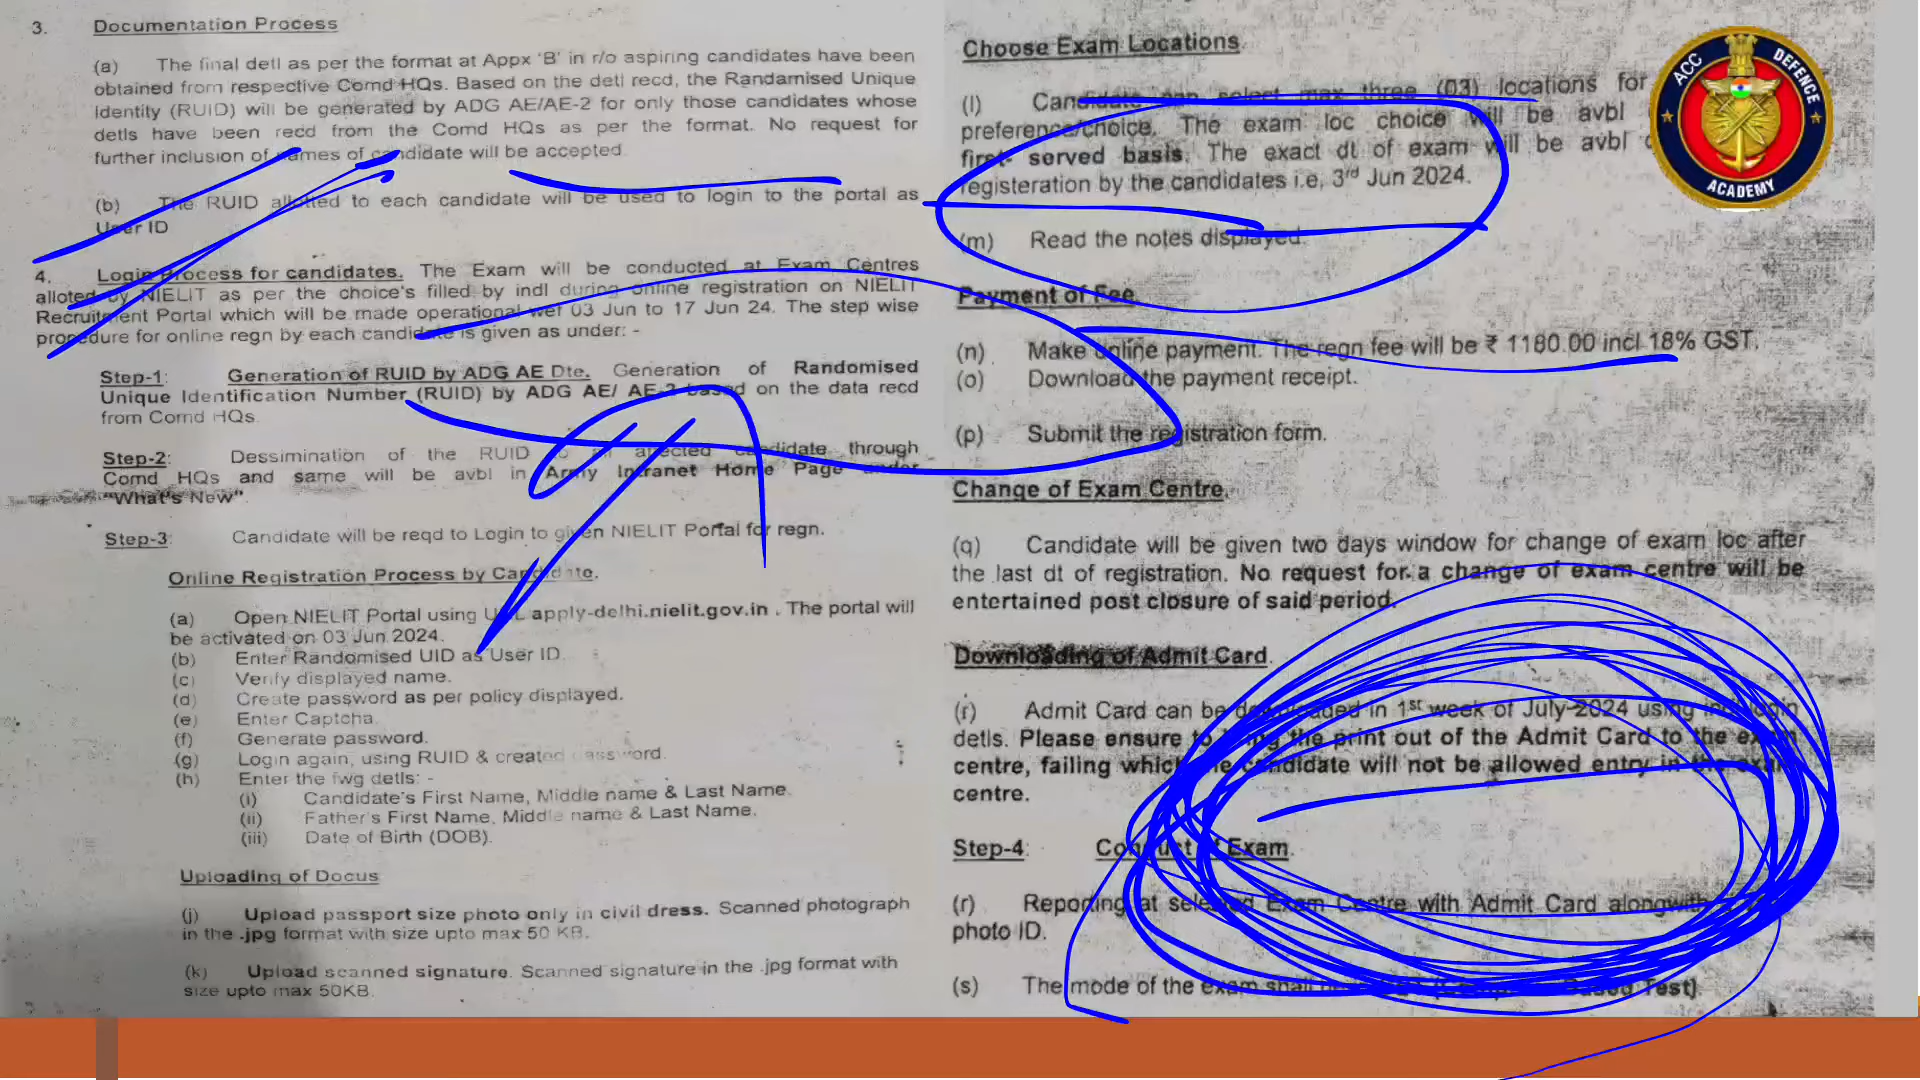 3. Documentation Process
(a) The final detl as per the format at Appx 'B' in r/o aspiring candidates have been
obtained from respective Comd HQs. Based on the detl recd, the Randamised Unique
Identity (RUID) will be generated by ADG AE/AE-2 for only those candidates whose
detls have been recd from the Comd HQs as per the format. No request for
further inclusion of names of candidate will be accepted.
(b) The RUID allotted to each candidate will be used to login to the portal as
User ID
4. Login Process for candidates. The Exam will be conducted at Exam Centres
alloted by NIELIT as per the choice's filled by indl during online registration on NIELIT
Recruitment Portal which will be made operational wef 03 Jun to 17 Jun 24. The step wise
procedure for online regn by each candidate is given as under: -
Step-1: Generation of RUID by ADG AE Dte. Generation of Randomised
Unique Identification Number (RUID) by ADG AE/ AE-2 based on the data recd
from Comd HQs.
Step-2: Dessimination of the RUID to all affected candidate through
Comd HQs and same will be avbl in Army Intranet Home Page under
"What's New".
Step-3 Candidate will be reqd to Login to given NIELIT Portal for regn.
Online Registration Process by Candidate.
(a) Open NIELIT Portal using URL apply-delhi.nielit.gov.in . The portal will
be activated on 03 Jun 2024.
(b) Enter Randomised UID as User ID.
(c) Verify displayed name.
(d) Create password as per policy displayed.
(e) Enter Captcha.
(f) Generate password.
(g) Login again, using RUID & created password.
(h) Enter the fwg detls: -
(i) Candidate's First Name, Middle name & Last Name.
(ii) Father's First Name, Middle name & Last Name.
(iii) Date of Birth (DOB).
Uploading of Docus
(j) Upload passport size photo only in civil dress. Scanned photograph
in the .jpg format with size upto max 50 KB.
(k) Upload scanned signature. Scanned signature in the .jpg format with
size upto max 50KB.
Choose Exam Locations
(l) Candidate can select max three (03) locations for
preference/choice. The exam loc choice will be avbl
first- served basis. The exact dt of exam will be avbl
registeration by the candidates i.e, 3rd Jun 2024.
(m) Read the notes displayed.
Payment of Fee.
(n) Make online payment. The regn fee will be ₹ 1180.00 incl 18% GST.
(o) Download the payment receipt.
(p) Submit the registration form.
Change of Exam Centre.
(q) Candidate will be given two days window for change of exam loc after
the last dt of registration. No request for a change of exam centre will be
entertained post closure of said period.
Downloading of Admit Card.
(r) Admit Card can be downloaded in 1st week of July 2024 using login
detls. Please ensure to bring the print out of the Admit Card to the exam
centre, failing which the candidate will not be allowed entry in the exam
centre.
Step-4: Conduct of Exam.
(r) Reporting at selected Exam Centre with Admit Card alongwith
photo ID.
(s) The mode of the exam shall Based Test).
ACC DEFENCE
ACADEMY